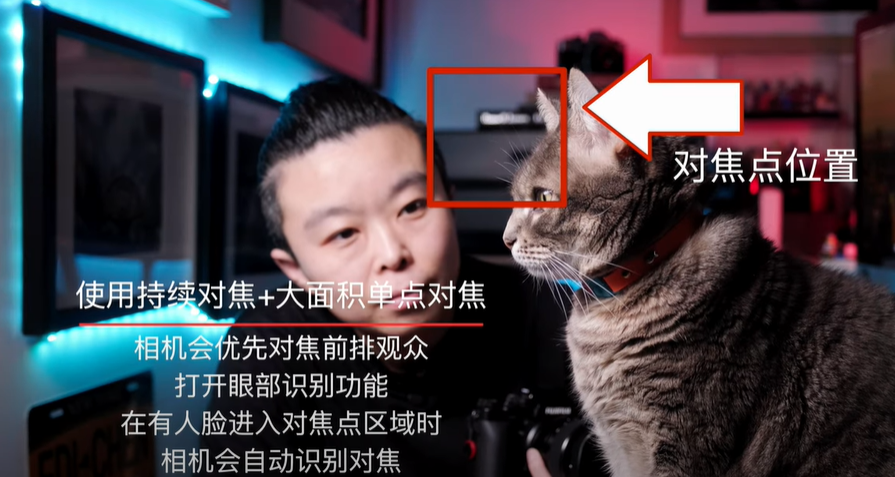 对焦点位置
使用持续对焦+大面积单点对焦
相机会优先对焦前排观众
打开眼部识别功能
在有人脸进入对焦点区域时
相机会自动识别对焦
FUJIFILM